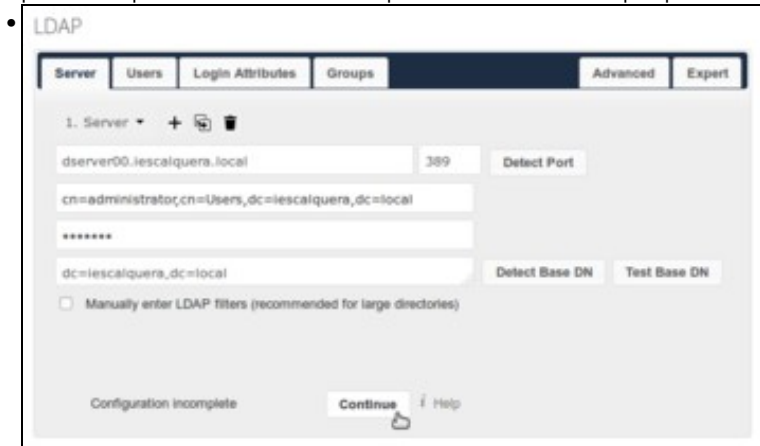 LDAP
Server Users Login Attributes Groups Advanced Expert
1. Server
dserver00.iescalquera.local 389 Detect Port
cn=administrator,cn=Users,dc=iescalquera,dc=local
•••••••
dc=iescalquera,dc=local Detect Base DN Test Base DN
Manually enter LDAP filters (recommended for large directories)
Configuration incomplete Continue i Help